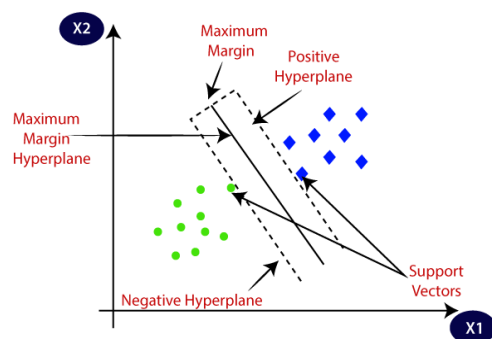 X2
Maximum
Margin
Positive
Hyperplane
Maximum
Margin
Hyperplane
Negative Hyperplane
Support
Vectors
X1